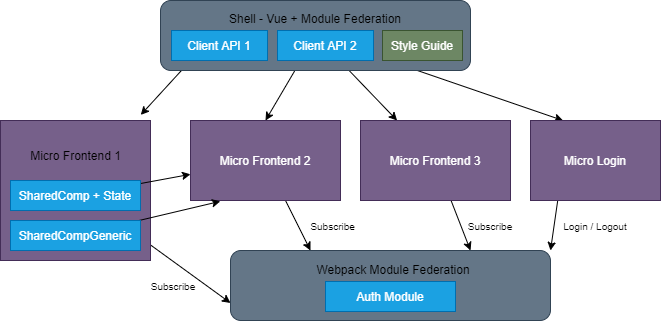 Shell - Vue + Module Federation
Client API 1
Client API 2
Style Guide
Micro Frontend 1
SharedComp + State
SharedCompGeneric
Micro Frontend 2
Micro Frontend 3
Micro Login
Subscribe
Subscribe
Login / Logout
Subscribe
Webpack Module Federation
Auth Module